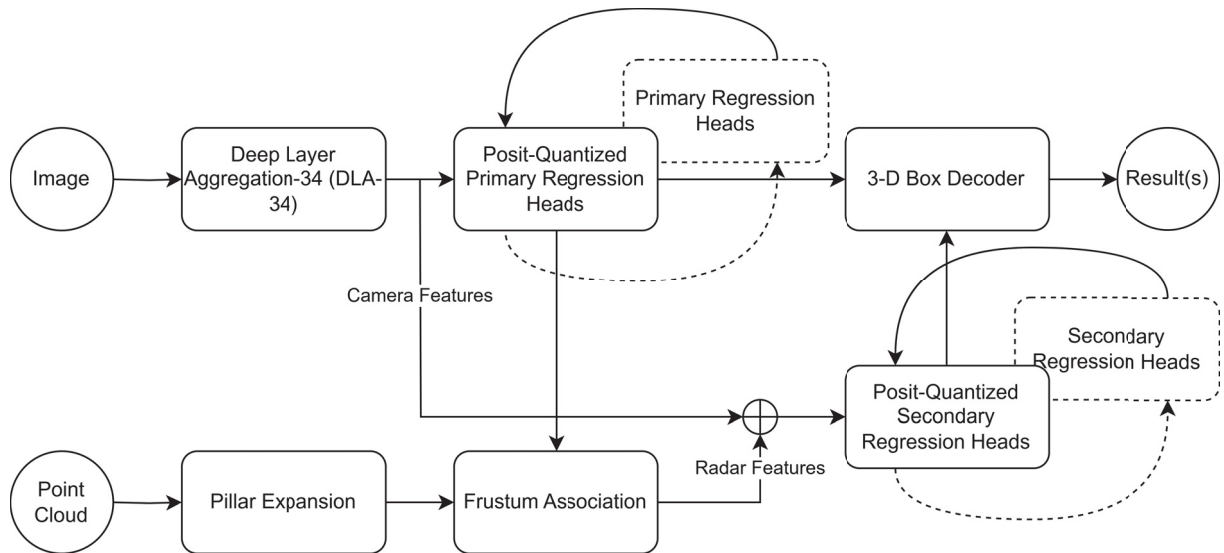 Primary Regression
Heads
Image
Deep Layer
Aggregation-34 (DLA-
34)
Posit-Quantized
Primary Regression
Heads
3-D Box Decoder
Result(s)
Camera Features
Secondary
Regression Heads
Posit-Quantized
Secondary
Regression Heads
Radar Features
Point
Cloud
Pillar Expansion
Frustum Association